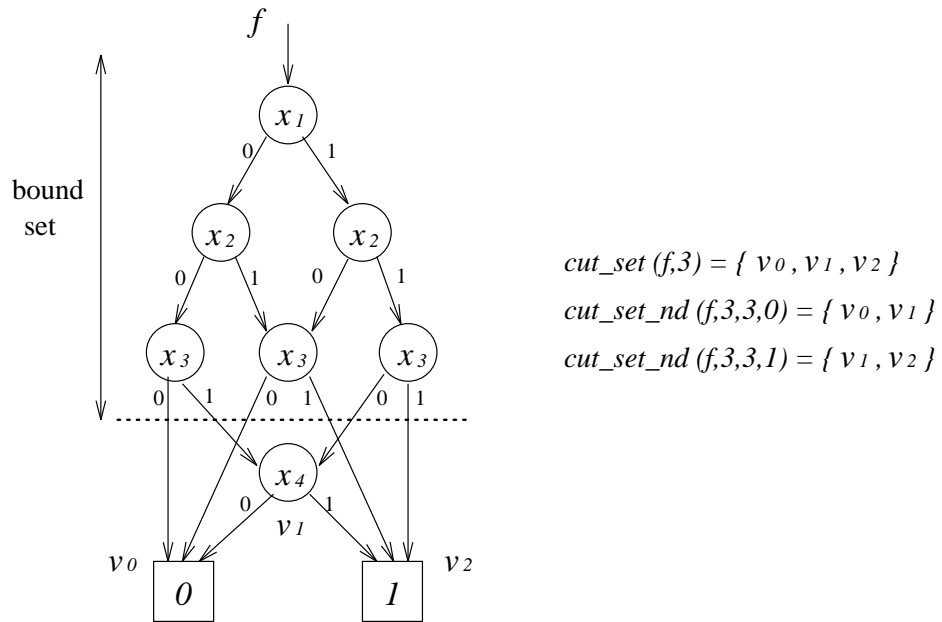 f
x1
0 1
bound
set
x2 x2
0 1 0 1
cut_set (f,3) = { v0 , v1 , v2 }
cut_set_nd (f,3,3,0) = { v0 , v1 }
cut_set_nd (f,3,3,1) = { v1 , v2 }
x3 x3 x3
0 1 0 1 0 1
x4
0 1
v1
v0 v2
0 1